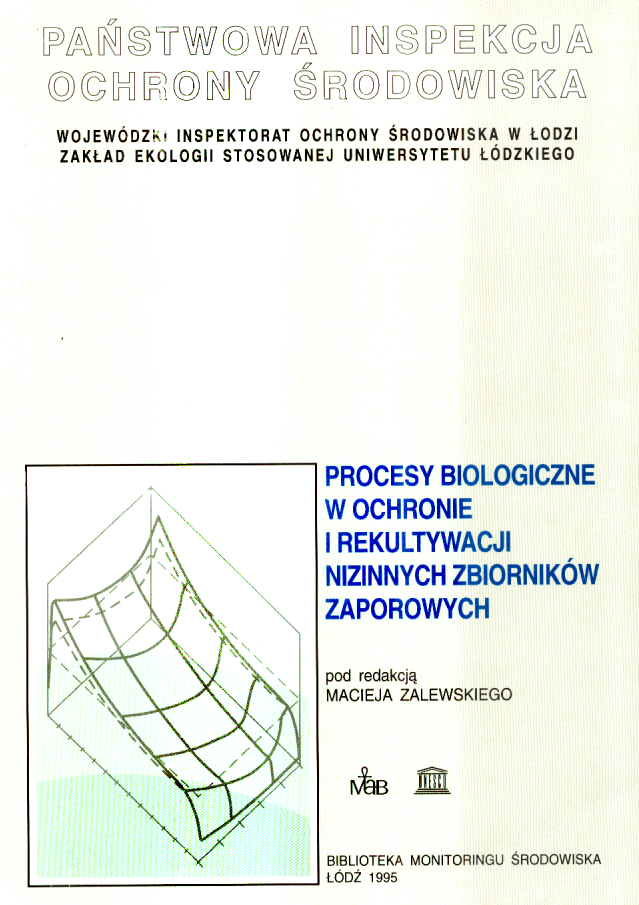 PAŃSTWOWA INSPEKCJA
OCHRONY ŚRODOWISKA
WOJEWÓDZKI INSPEKTORAT OCHRONY ŚRODOWISKA W ŁODZI
ZAKŁAD EKOLOGII STOSOWANEJ UNIWERSYTETU ŁÓDZKIEGO
PROCESY BIOLOGICZNE
W OCHRONIE
I REKULTYWACJI
NIZINNYCH ZBIORNIKÓW
ZAPOROWYCH
pod redakcją
MACIEJA ZALEWSKIEGO
MaB UNESCO
BIBLIOTEKA MONITORINGU ŚRODOWISKA
ŁÓDŹ 1995